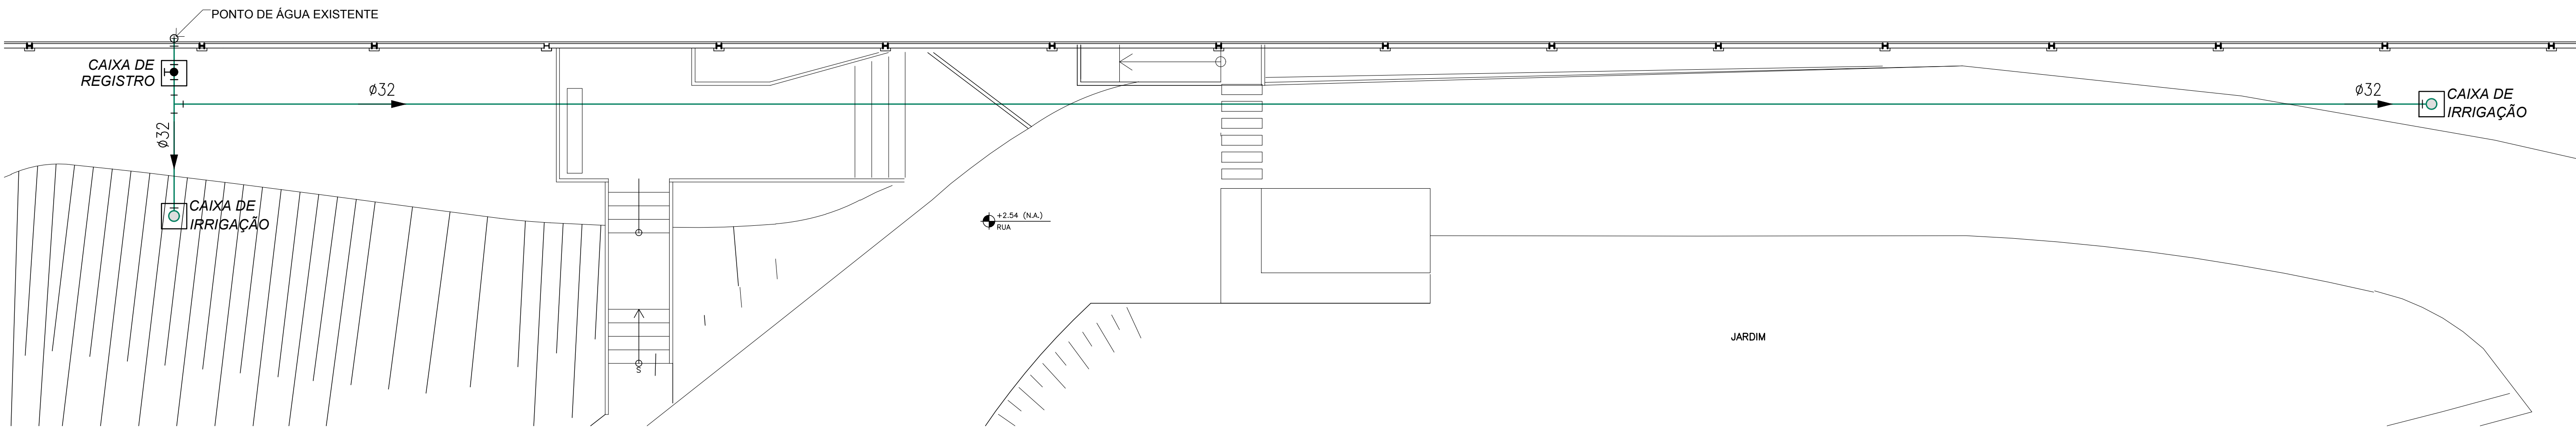 PONTO DE ÁGUA EXISTENTE
CAIXA DE
REGISTRO
ø32
ø32
CAIXA DE
IRRIGAÇÃO
ø32
CAIXA DE
IRRIGAÇÃO
+2.54 (N.A.)
RUA
JARDIM
S